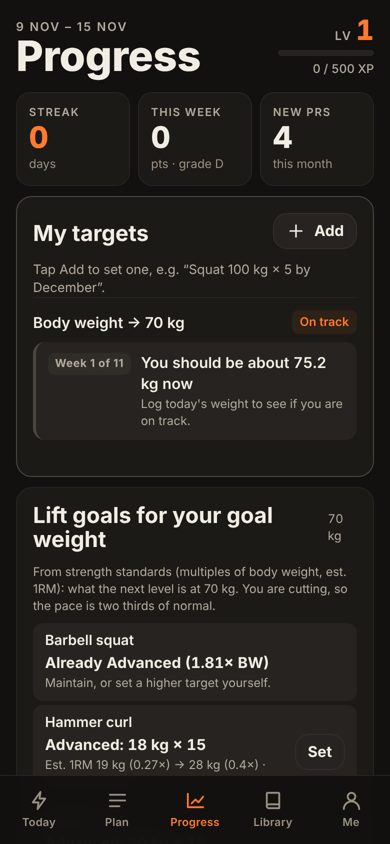 9 NOV – 15 NOV
Progress
LV 1
0 / 500 XP
STREAK
0
days
THIS WEEK
0
pts · grade D
NEW PRS
4
this month
My targets
+ Add
Tap Add to set one, e.g. “Squat 100 kg × 5 by
December”.
Body weight → 70 kg
On track
Week 1 of 11
You should be about 75.2
kg now
Log today's weight to see if you are
on track.
Lift goals for your goal
weight
70
kg
From strength standards (multiples of body weight, est.
1RM): what the next level is at 70 kg. You are cutting, so
the pace is two thirds of normal.
Barbell squat
Already Advanced (1.81× BW)
Maintain, or set a higher target yourself.
Hammer curl
Advanced: 18 kg × 15
Est. 1RM 19 kg (0.27×) → 28 kg (0.4×) ·
Set
Today
Plan
Progress
Library
Me